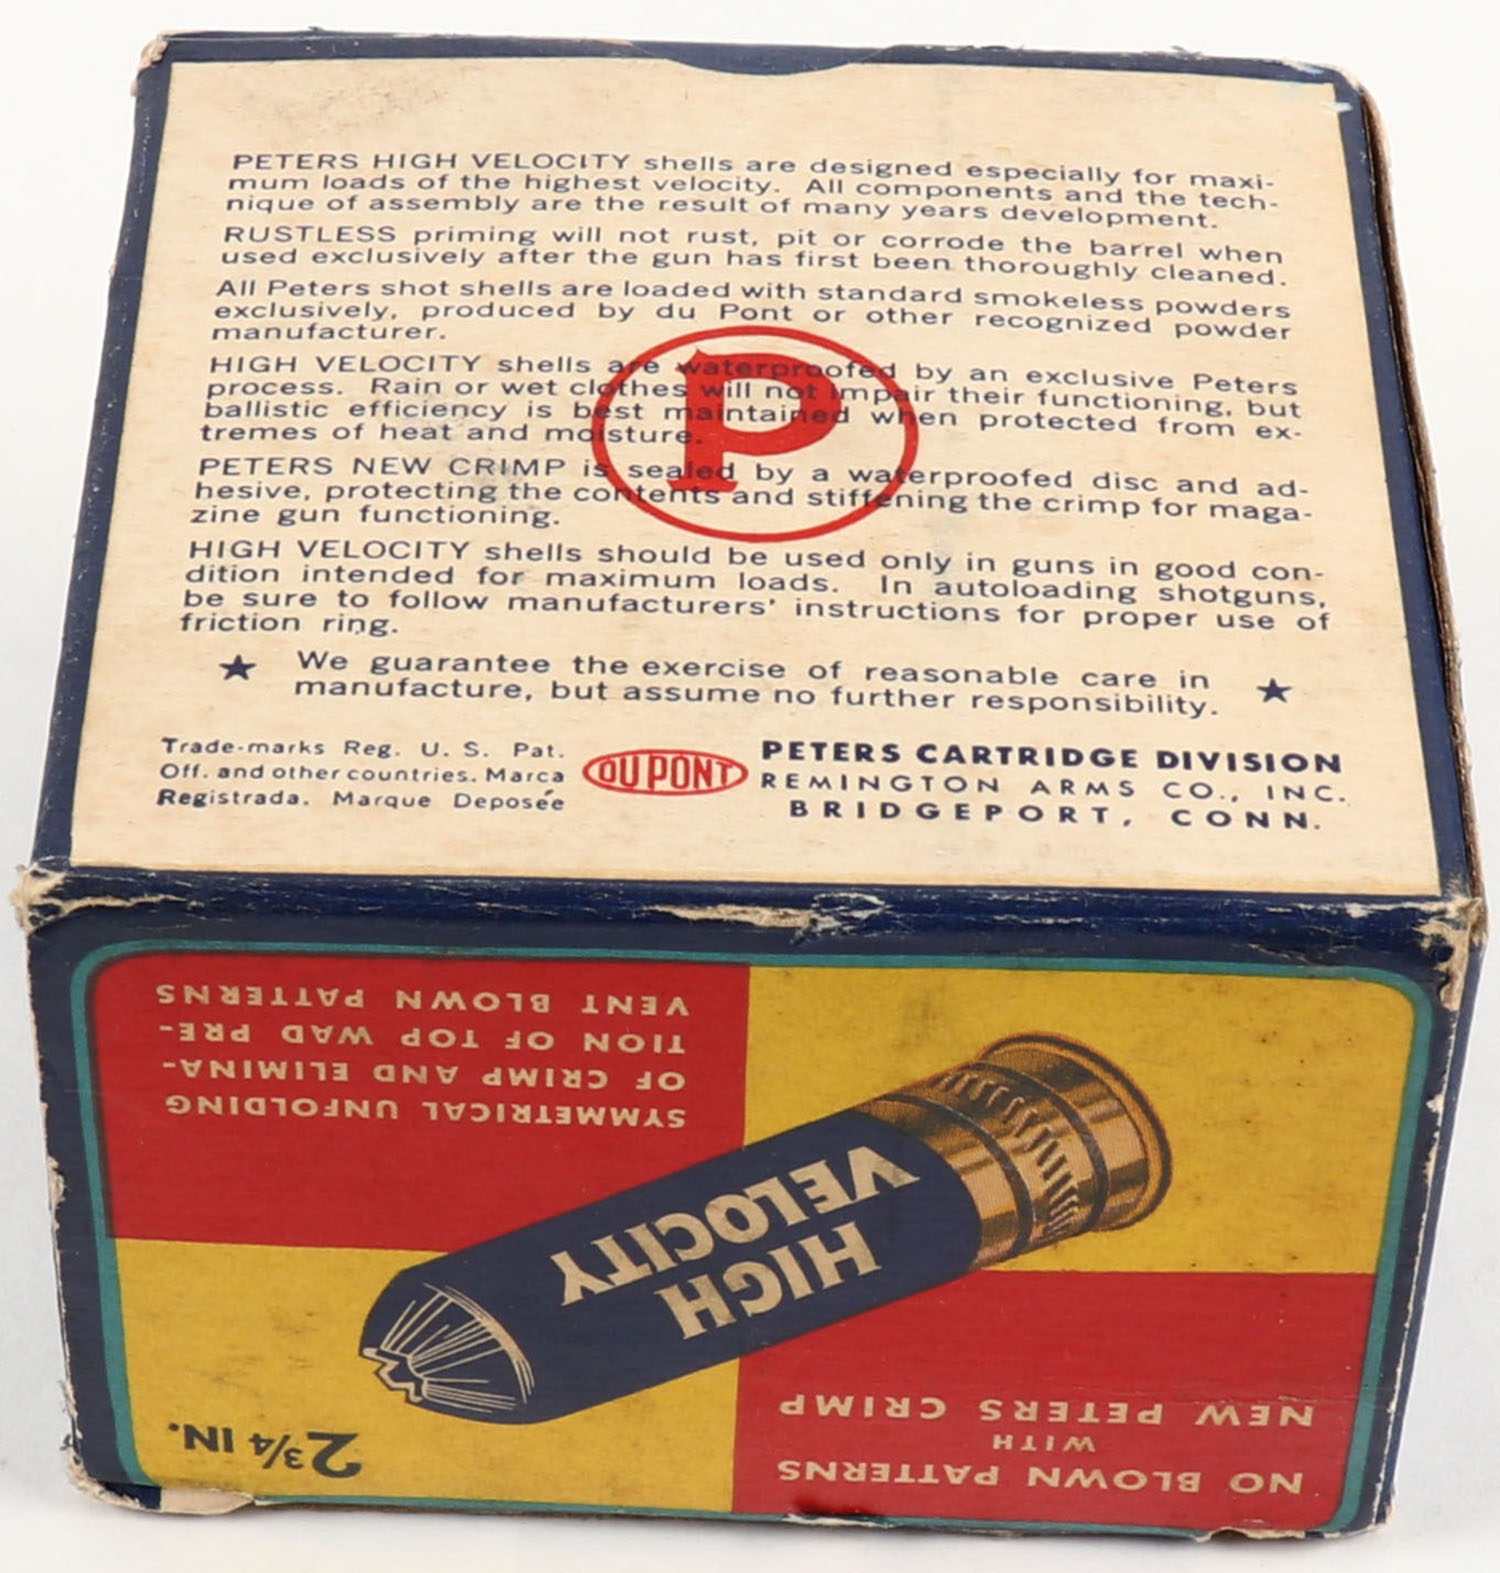 PETERS HIGH VELOCITY shells are designed especially for maxi-
mum loads of the highest velocity. All components and the tech-
nique of assembly are the result of many years development.
RUSTLESS priming will not rust, pit or corrode the barrel when
used exclusively after the gun has first been thoroughly cleaned.
All Peters shot shells are loaded with standard smokeless powders
exclusively, produced by du Pont or other recognized powder
manufacturer.
HIGH VELOCITY shells are waterproofed by an exclusive Peters
process. Rain or wet clothes will not impair their functioning, but
ballistic efficiency is best maintained when protected from ex-
tremes of heat and moisture.
P
PETERS NEW CRIMP is sealed by a waterproofed disc and ad-
hesive, protecting the contents and stiffening the crimp for maga-
zine gun functioning.
HIGH VELOCITY shells should be used only in guns in good con-
dition intended for maximum loads. In autoloading shotguns,
be sure to follow manufacturers' instructions for proper use of
friction ring.
★ We guarantee the exercise of reasonable care in ★
manufacture, but assume no further responsibility.
Trade-marks Reg. U. S. Pat.
Off. and other countries. Marca
Registrada. Marque Deposée
DU PONT
PETERS CARTRIDGE DIVISION
REMINGTON ARMS CO., INC.
BRIDGEPORT, CONN.
NO BLOWN PATTERNS
WITH
NEW PETERS CRIMP
2¾ IN.
HIGH
VELOCITY
SYMMETRICAL UNFOLDING
OF CRIMP AND ELIMINA-
TION OF TOP WAD PRE-
VENT BLOWN PATTERNS